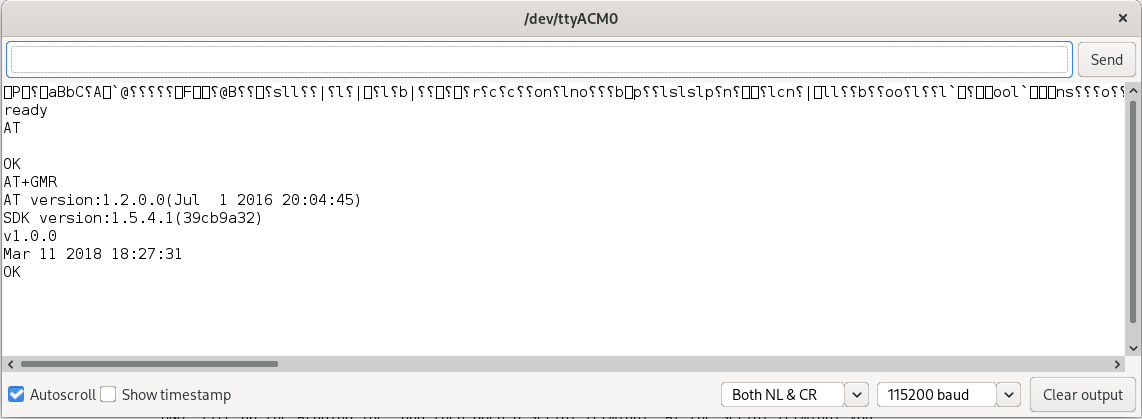 /dev/ttyACM0
Send
ready
AT
OK
AT+GMR
AT version:1.2.0.0(Jul  1 2016 20:04:45)
SDK version:1.5.4.1(39cb9a32)
v1.0.0
Mar 11 2018 18:27:31
OK
Autoscroll Show timestamp Both NL & CR 115200 baud Clear output